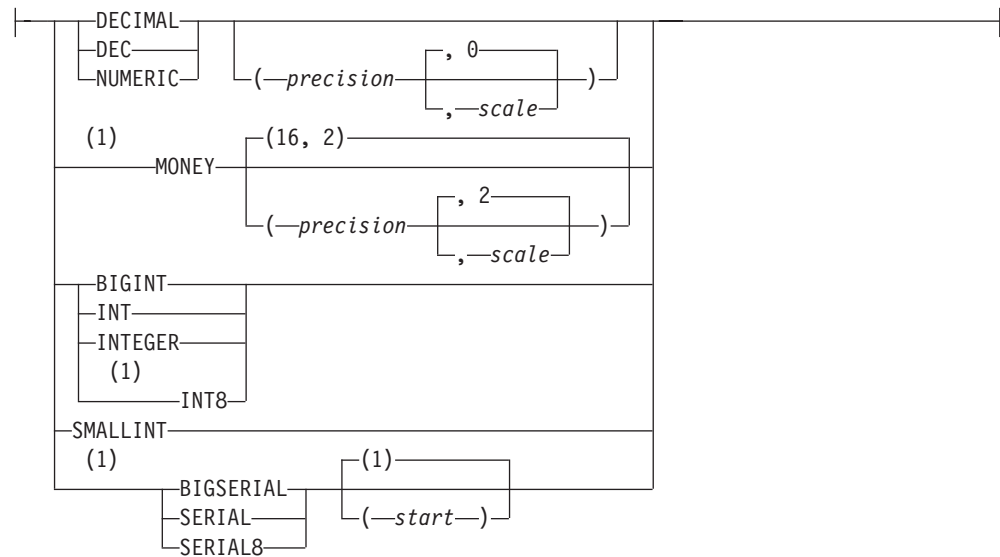 DECIMAL
, 0
DEC
NUMERIC
( precision )
, scale
(1)
(16, 2)
MONEY
, 2
( precision )
, scale
BIGINT
INT
INTEGER
(1)
INT8
SMALLINT
(1)
(1)
BIGSERIAL
SERIAL
( start )
SERIAL8